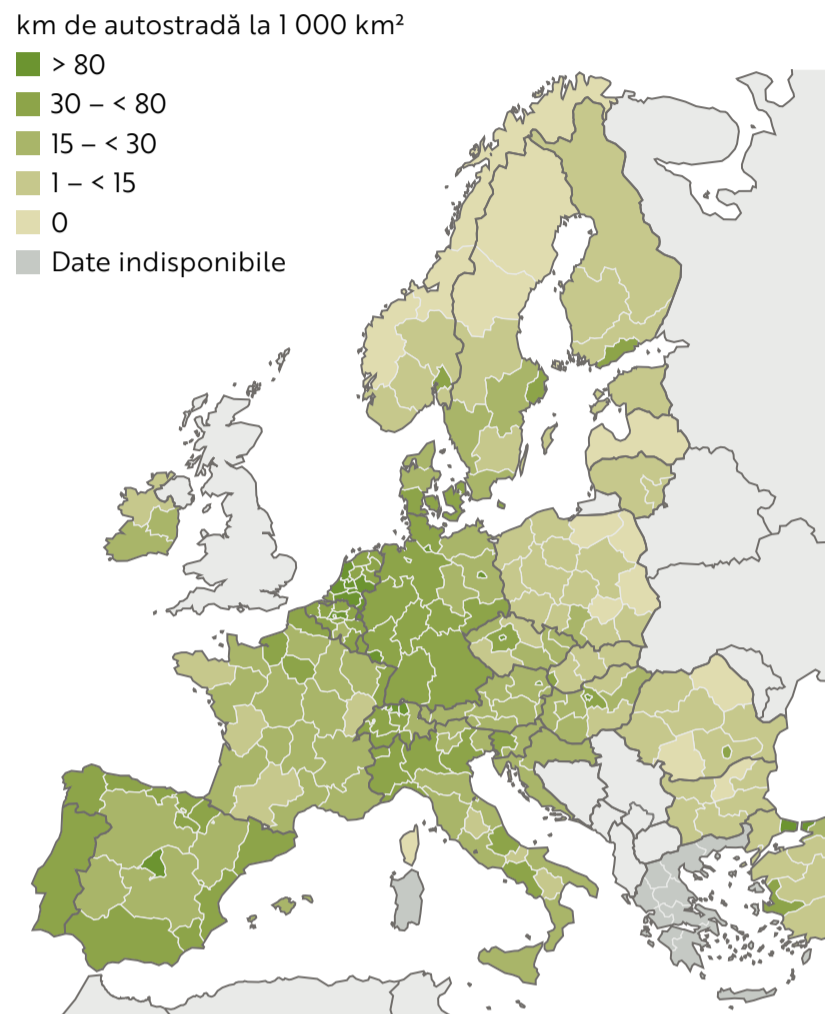 km de autostradă la 1 000 km²
> 80
30 – < 80
15 – < 30
1 – < 15
0
Date indisponibile